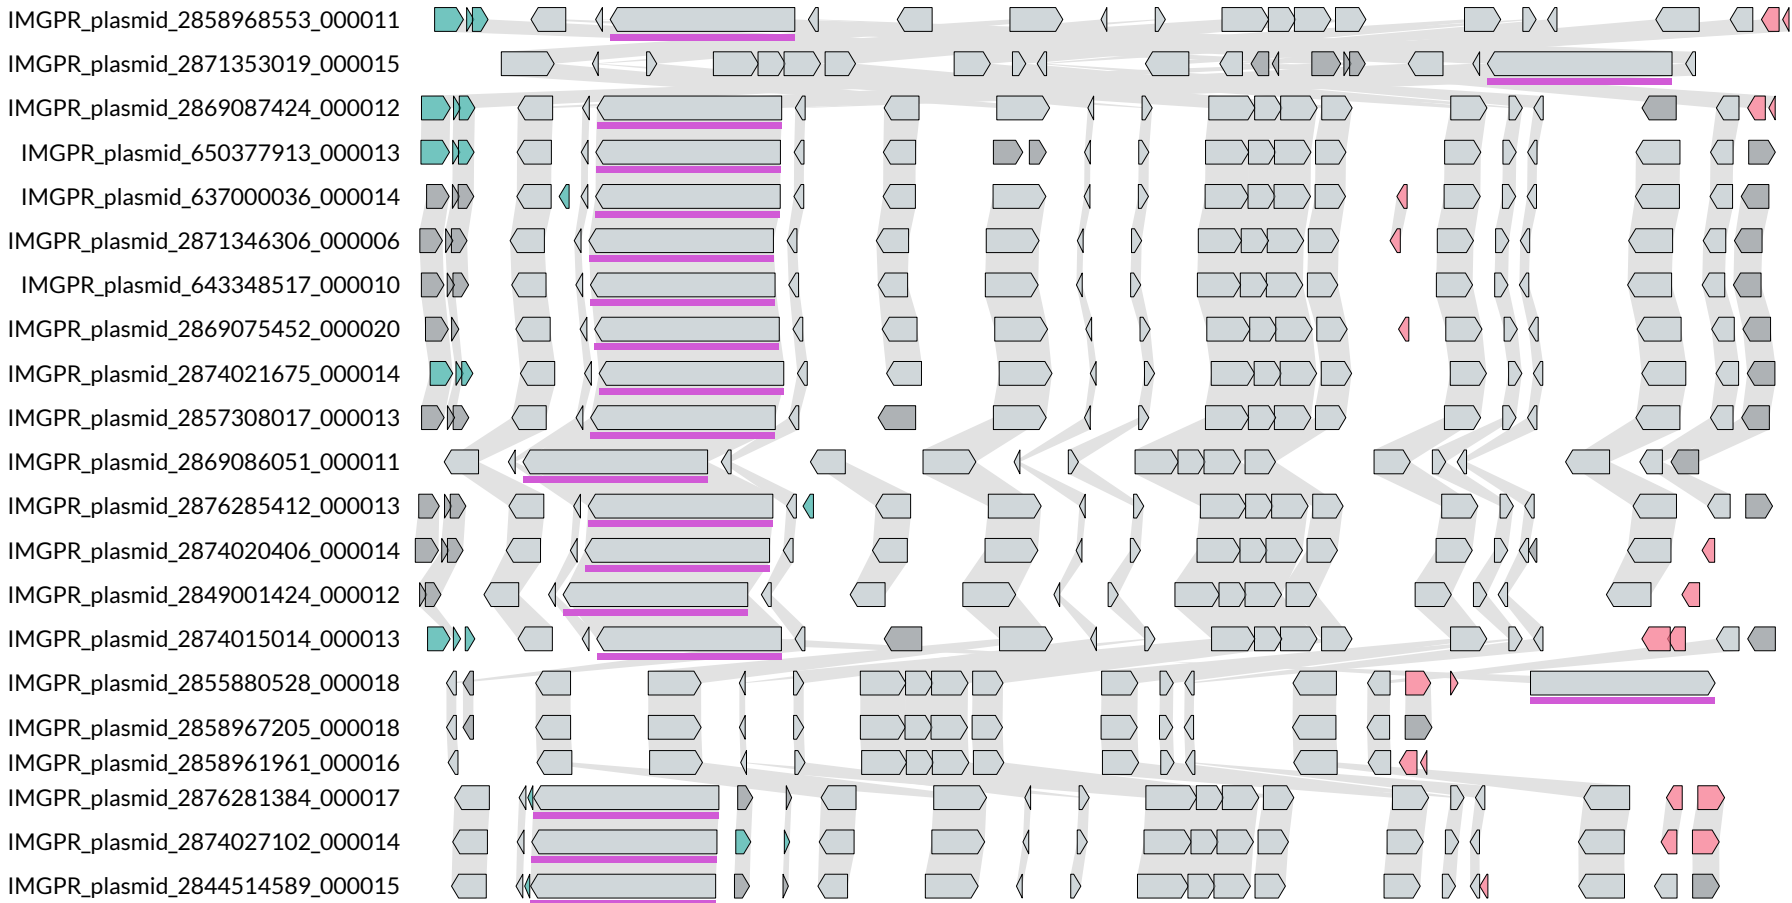 IMGPR_plasmid_2858968553_000011
IMGPR_plasmid_2871353019_000015
IMGPR_plasmid_2869087424_000012
IMGPR_plasmid_650377913_000013
IMGPR_plasmid_637000036_000014
IMGPR_plasmid_2871346306_000006
IMGPR_plasmid_643348517_000010
IMGPR_plasmid_2869075452_000020
IMGPR_plasmid_2874021675_000014
IMGPR_plasmid_2857308017_000013
IMGPR_plasmid_2869086051_000011
IMGPR_plasmid_2876285412_000013
IMGPR_plasmid_2874020406_000014
IMGPR_plasmid_2849001424_000012
IMGPR_plasmid_2874015014_000013
IMGPR_plasmid_2855880528_000018
IMGPR_plasmid_2858967205_000018
IMGPR_plasmid_2858961961_000016
IMGPR_plasmid_2876281384_000017
IMGPR_plasmid_2874027102_000014
IMGPR_plasmid_2844514589_000015